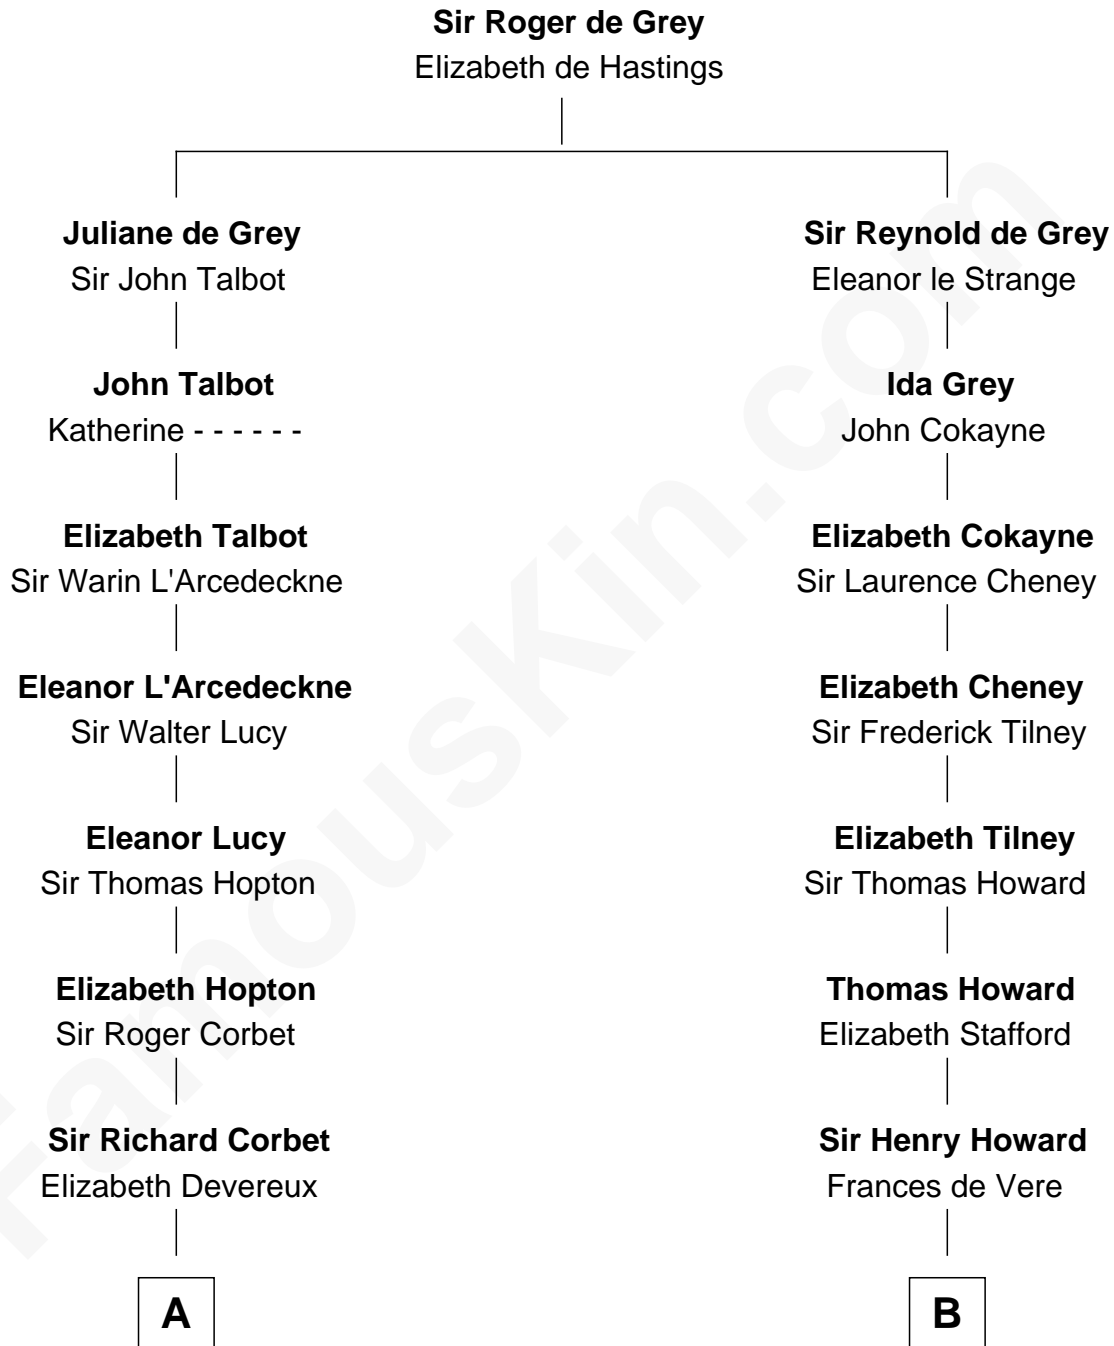 Sir Roger de Grey
Elizabeth de Hastings
Juliane de Grey
Sir John Talbot
John Talbot
Katherine - - - - - -
Elizabeth Talbot
Sir Warin L'Arcedeckne
Eleanor L'Arcedeckne
Sir Walter Lucy
Eleanor Lucy
Sir Thomas Hopton
Elizabeth Hopton
Sir Roger Corbet
Sir Richard Corbet
Elizabeth Devereux
A
Sir Reynold de Grey
Eleanor le Strange
Ida Grey
John Cokayne
Elizabeth Cokayne
Sir Laurence Cheney
Elizabeth Cheney
Sir Frederick Tilney
Elizabeth Tilney
Sir Thomas Howard
Thomas Howard
Elizabeth Stafford
Sir Henry Howard
Frances de Vere
B
FamousKin.com